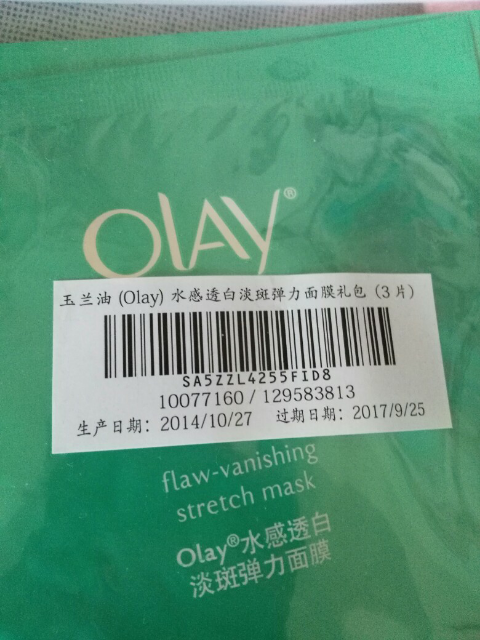 OLAY®
玉兰油 (Olay) 水感透白淡斑弹力面膜礼包 (3 片)
SA5ZZL4255FID8
10077160 / 129583813
生产日期: 2014/10/27 过期日期: 2017/9/25
flaw-vanishing
stretch mask
Olay®水感透白
淡斑弹力面膜